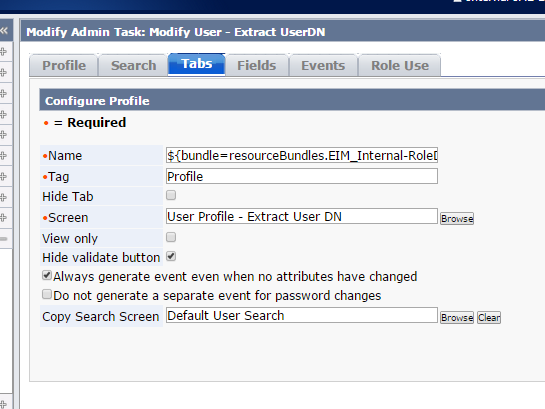 Modify Admin Task: Modify User - Extract UserDN
Profile Search Tabs Fields Events Role Use
Configure Profile
• = Required
•Name ${bundle=resourceBundles.EIM_Internal-RoleD
•Tag Profile
Hide Tab
•Screen User Profile - Extract User DN Browse
View only
Hide validate button
Always generate event even when no attributes have changed
Do not generate a separate event for password changes
Copy Search Screen Default User Search Browse Clear